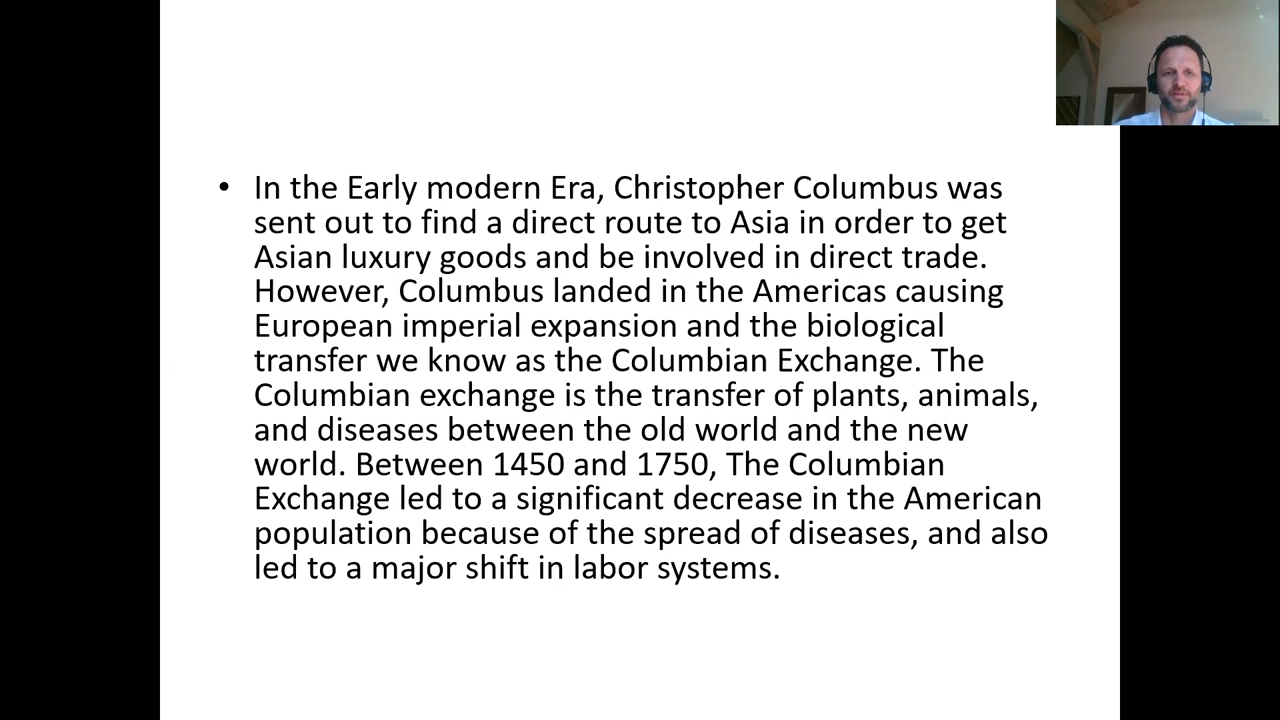 • In the Early modern Era, Christopher Columbus was
sent out to find a direct route to Asia in order to get
Asian luxury goods and be involved in direct trade.
However, Columbus landed in the Americas causing
European imperial expansion and the biological
transfer we know as the Columbian Exchange. The
Columbian exchange is the transfer of plants, animals,
and diseases between the old world and the new
world. Between 1450 and 1750, The Columbian
Exchange led to a significant decrease in the American
population because of the spread of diseases, and also
led to a major shift in labor systems.